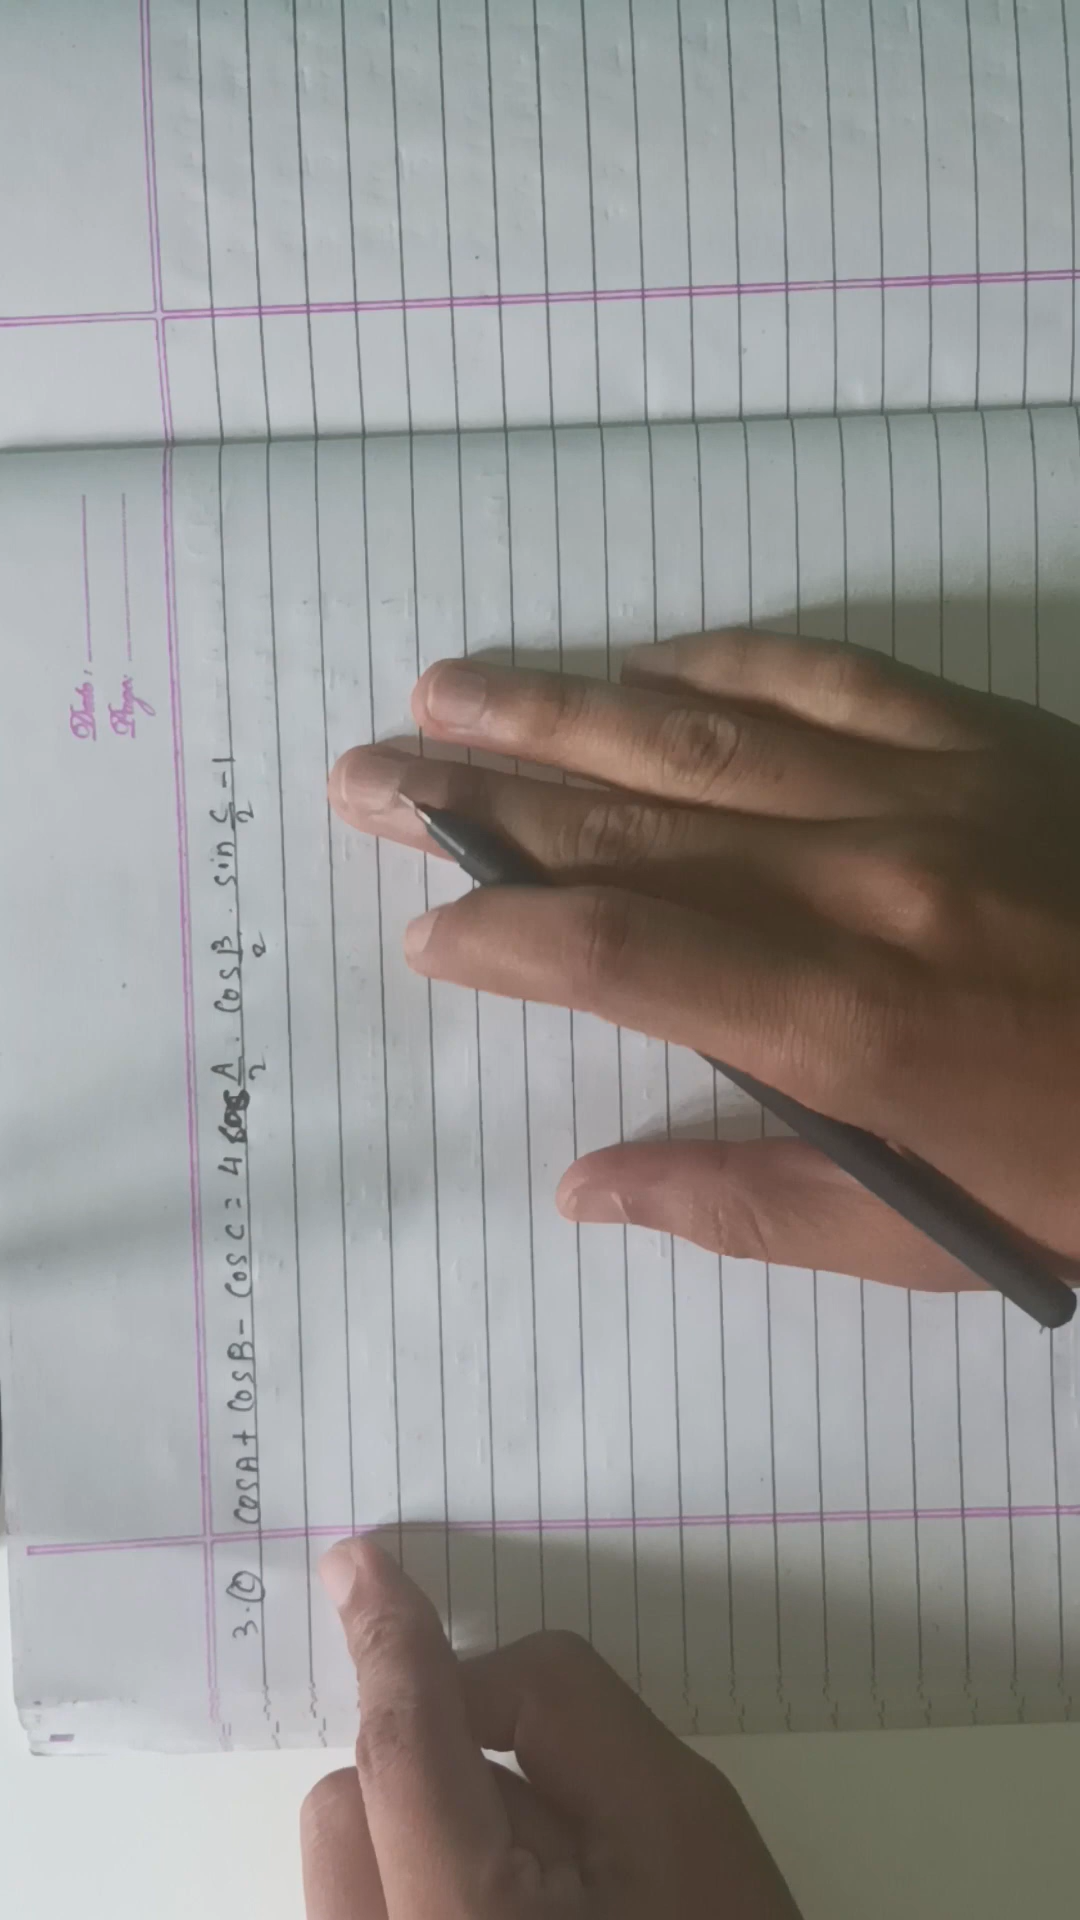 Date:
Page:
3.(c) cosA + cosB - cosC = 4 cos A/2 . cos B/2 . sin C/2 - 1